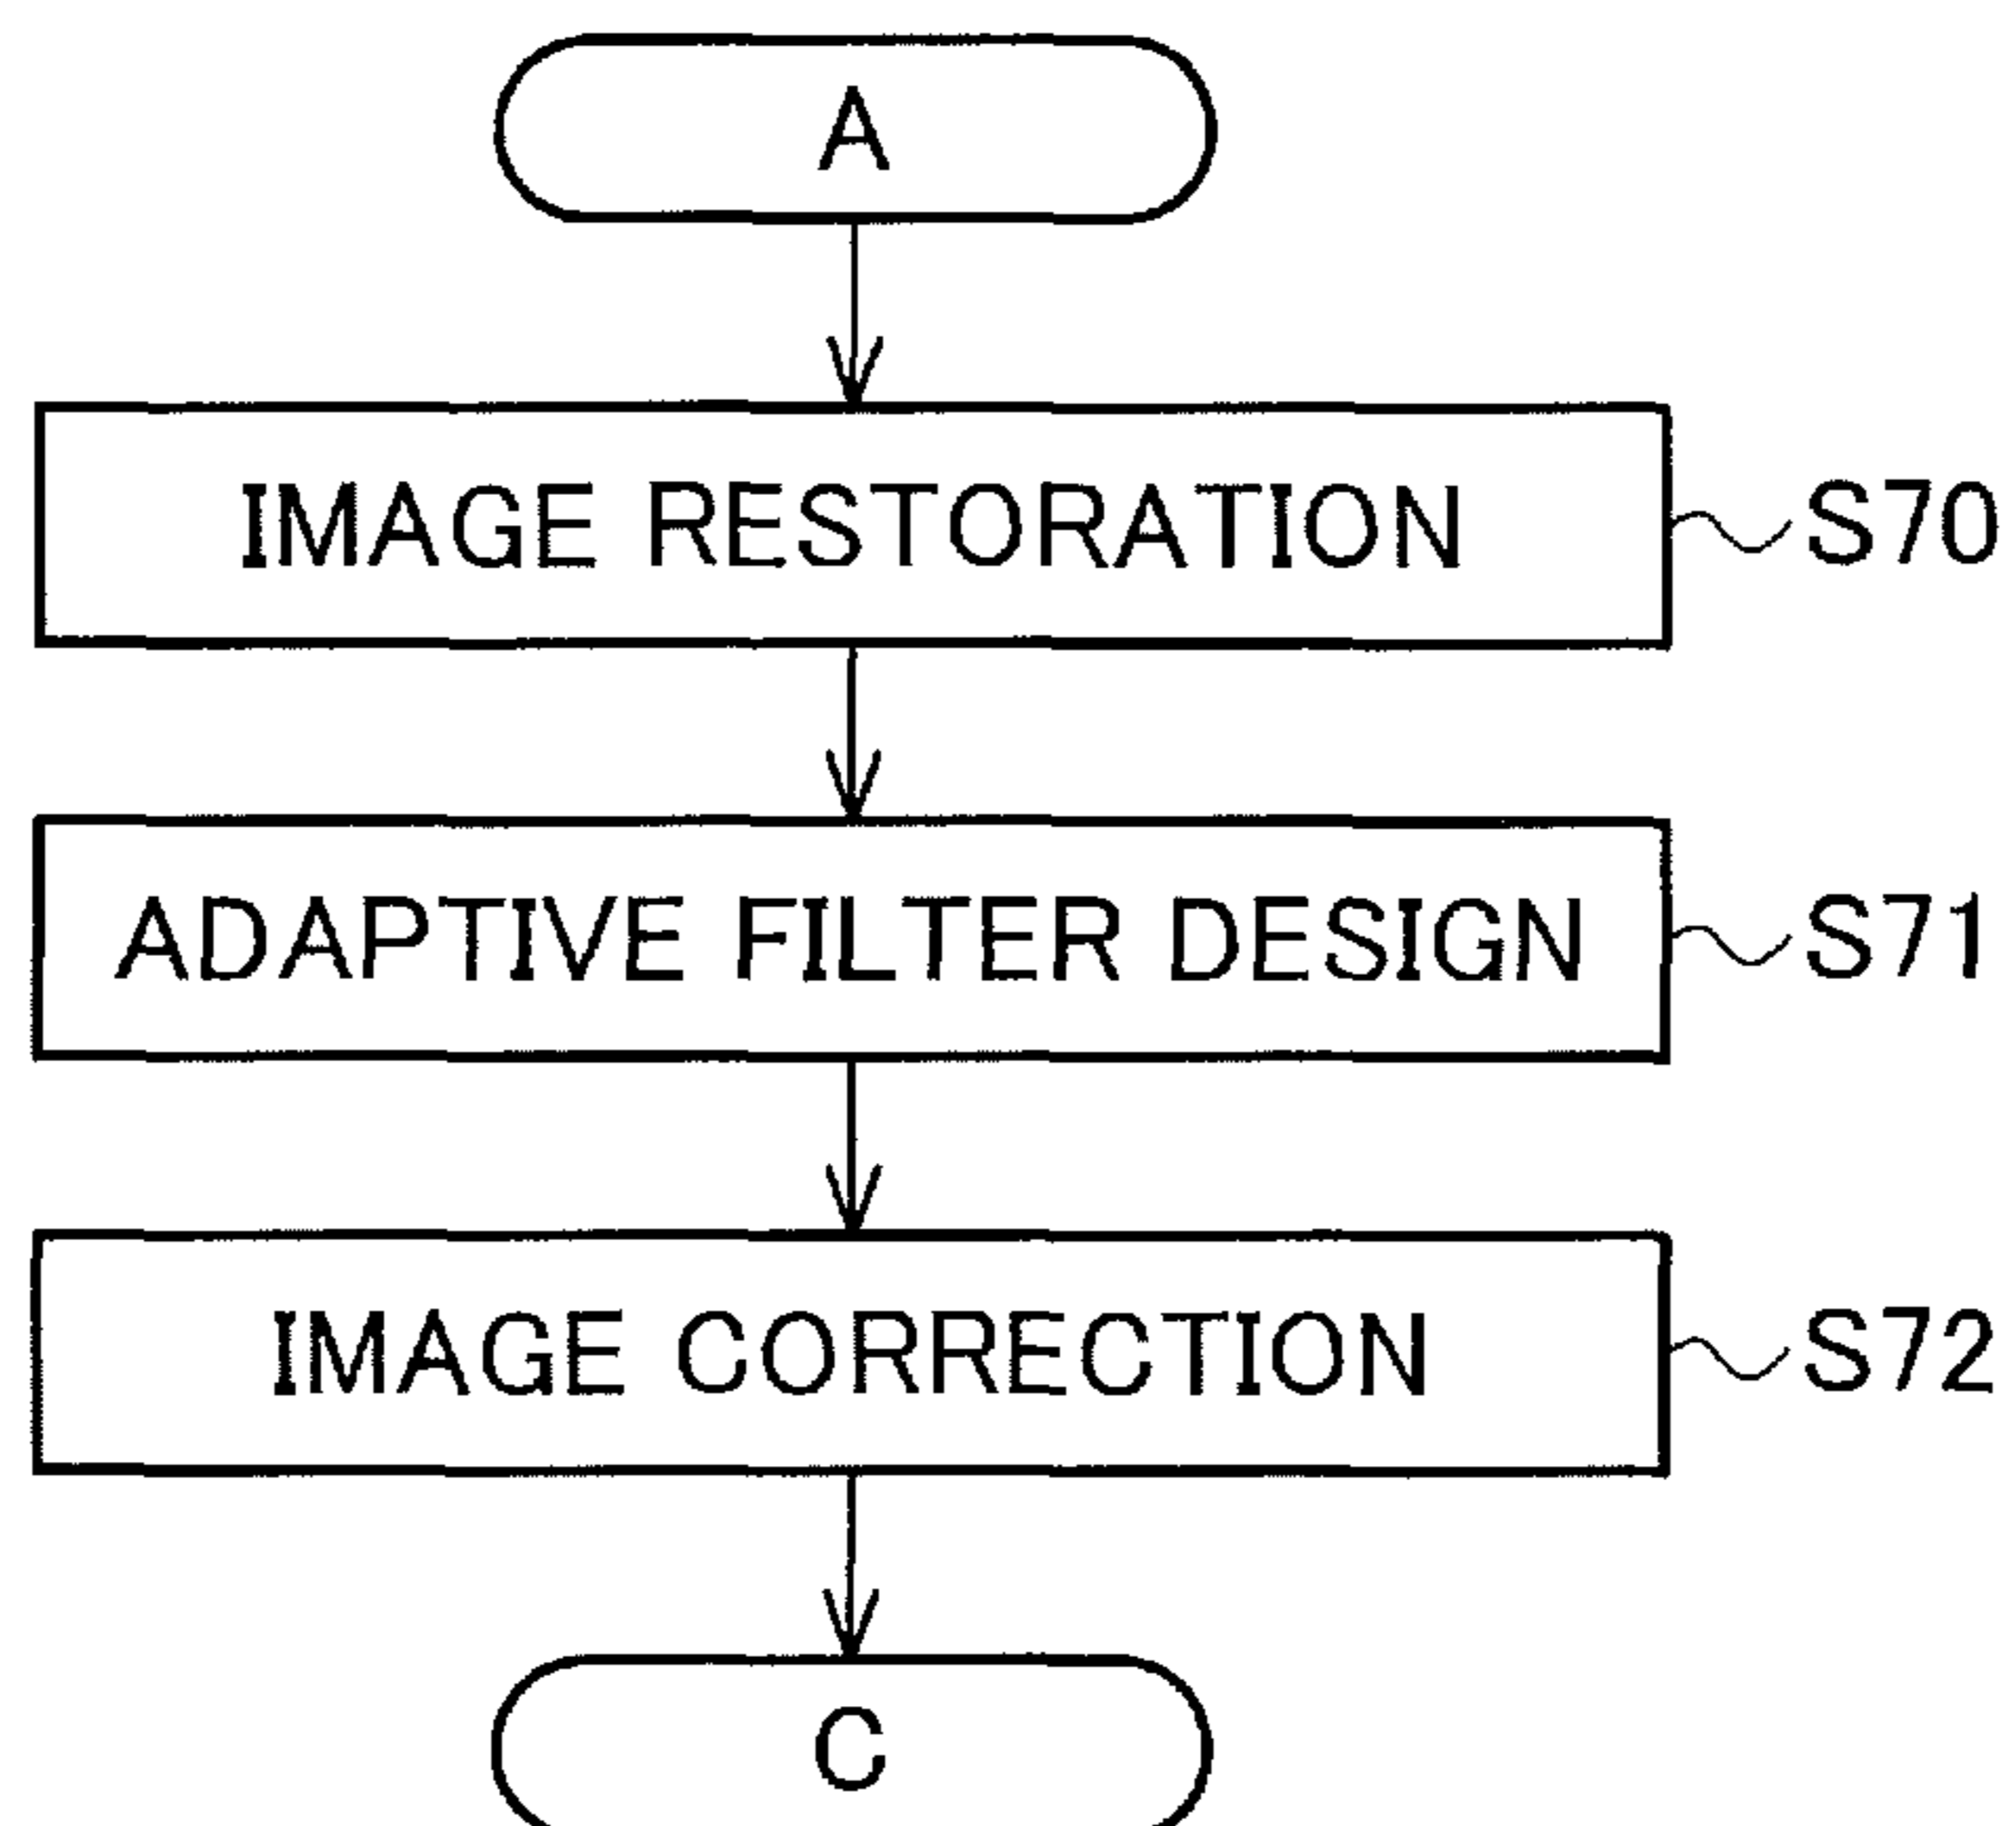 A
IMAGE RESTORATION S70
ADAPTIVE FILTER DESIGN S71
IMAGE CORRECTION S72
C